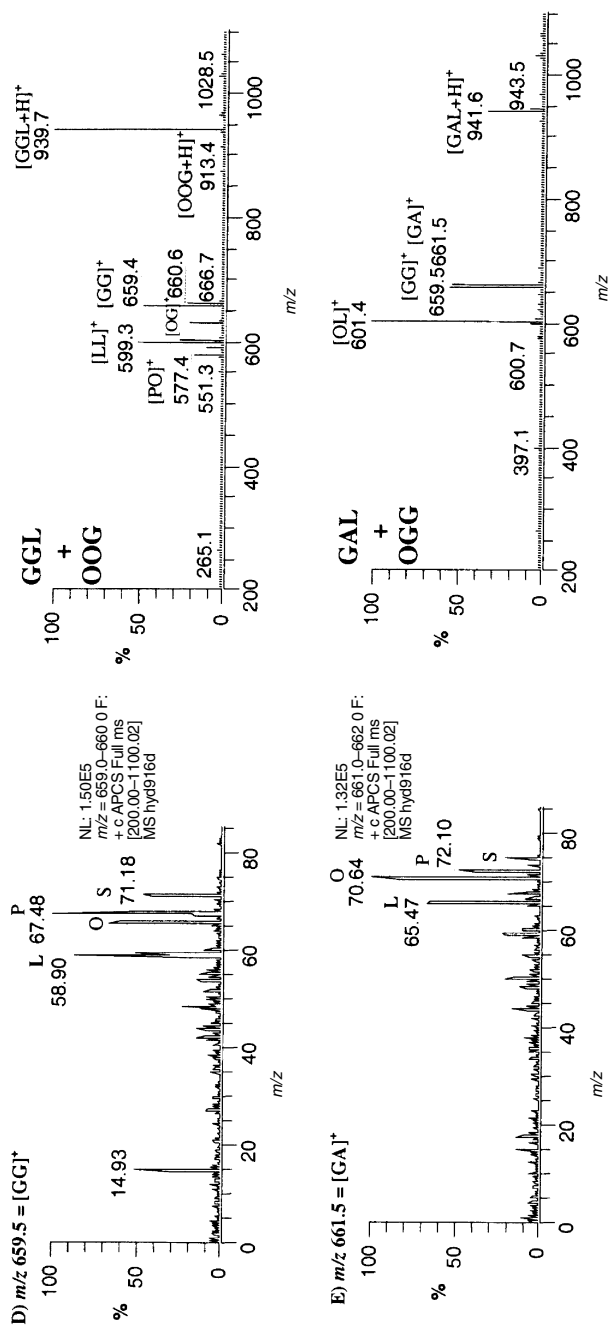 D) m/z 659.5 = [GG]⁺
100
50
0
%
14.93
L
58.90
O
P
67.48
S
71.18
NL: 1.50E5
m/z = 659.0–660 0 F:
+ c APCS Full ms
[200.00–1100.02]
MS hyd916d
0
20
40
60
80
m/z
GGL
+
OOG
100
50
0
%
265.1
[LL]⁺
599.3
[PO]⁺
577.4
551.3
[GG]⁺
659.4
[OG]⁺
660.6
666.7
[GGL+H]⁺
939.7
[OOG+H]⁺
913.4
1028.5
200
400
600
800
1000
m/z
E) m/z 661.5 = [GA]⁺
100
50
0
%
L
65.47
O
70.64
P
72.10
S
NL: 1.32E5
m/z = 661.0–662 0 F:
+ c APCS Full ms
[200.00–1100.02]
MS hyd916d
0
20
40
60
80
m/z
GAL
+
OGG
100
50
0
%
397.1
600.7
[OL]⁺
601.4
[GG]⁺ [GA]⁺
659.5661.5
[GAL+H]⁺
941.6
943.5
200
400
600
800
1000
m/z